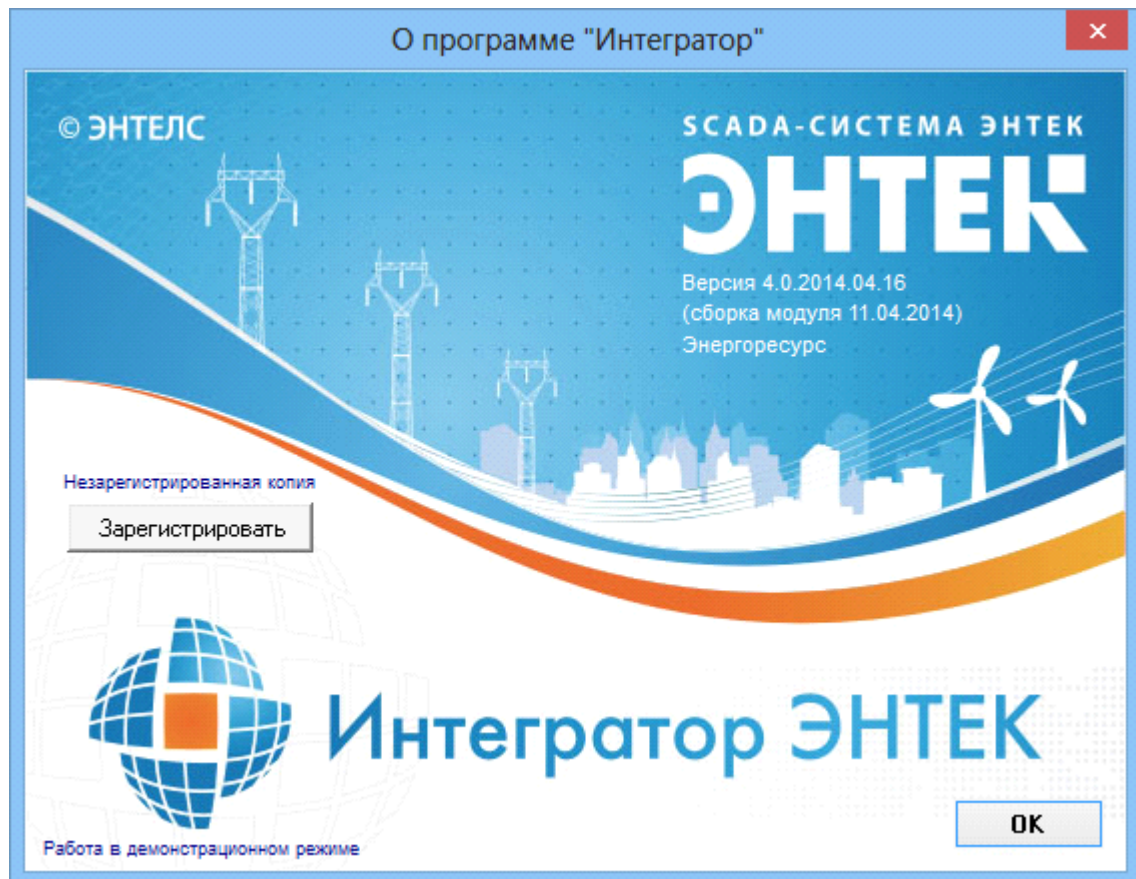 О программе "Интегратор"
© ЭНТЕЛС
SCADA-СИСТЕМА ЭНТЕК
ЭНТЕК
Версия 4.0.2014.04.16
(сборка модуля 11.04.2014)
Энергоресурс
Незарегистрированная копия
Зарегистрировать
Интегратор ЭНТЕК
OK
Работа в демонстрационном режиме